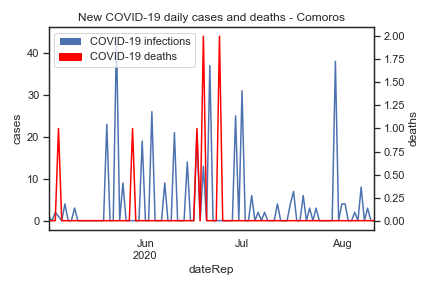 New COVID-19 daily cases and deaths - Comoros
COVID-19 infections
COVID-19 deaths
40
30
20
10
0
cases
2.00
1.75
1.50
1.25
1.00
0.75
0.50
0.25
0.00
deaths
Jun
2020
Jul
Aug
dateRep